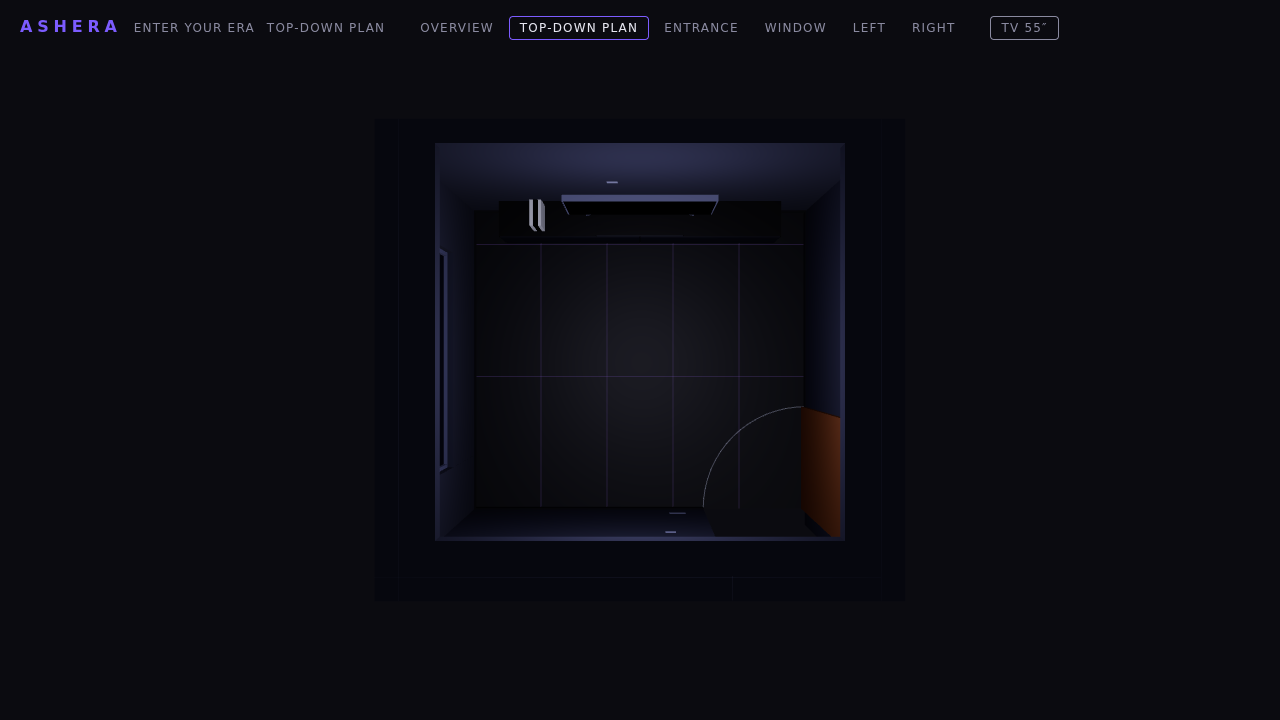 ASHERA ENTER YOUR ERA TOP-DOWN PLAN OVERVIEW TOP-DOWN PLAN ENTRANCE WINDOW LEFT RIGHT TV 55″